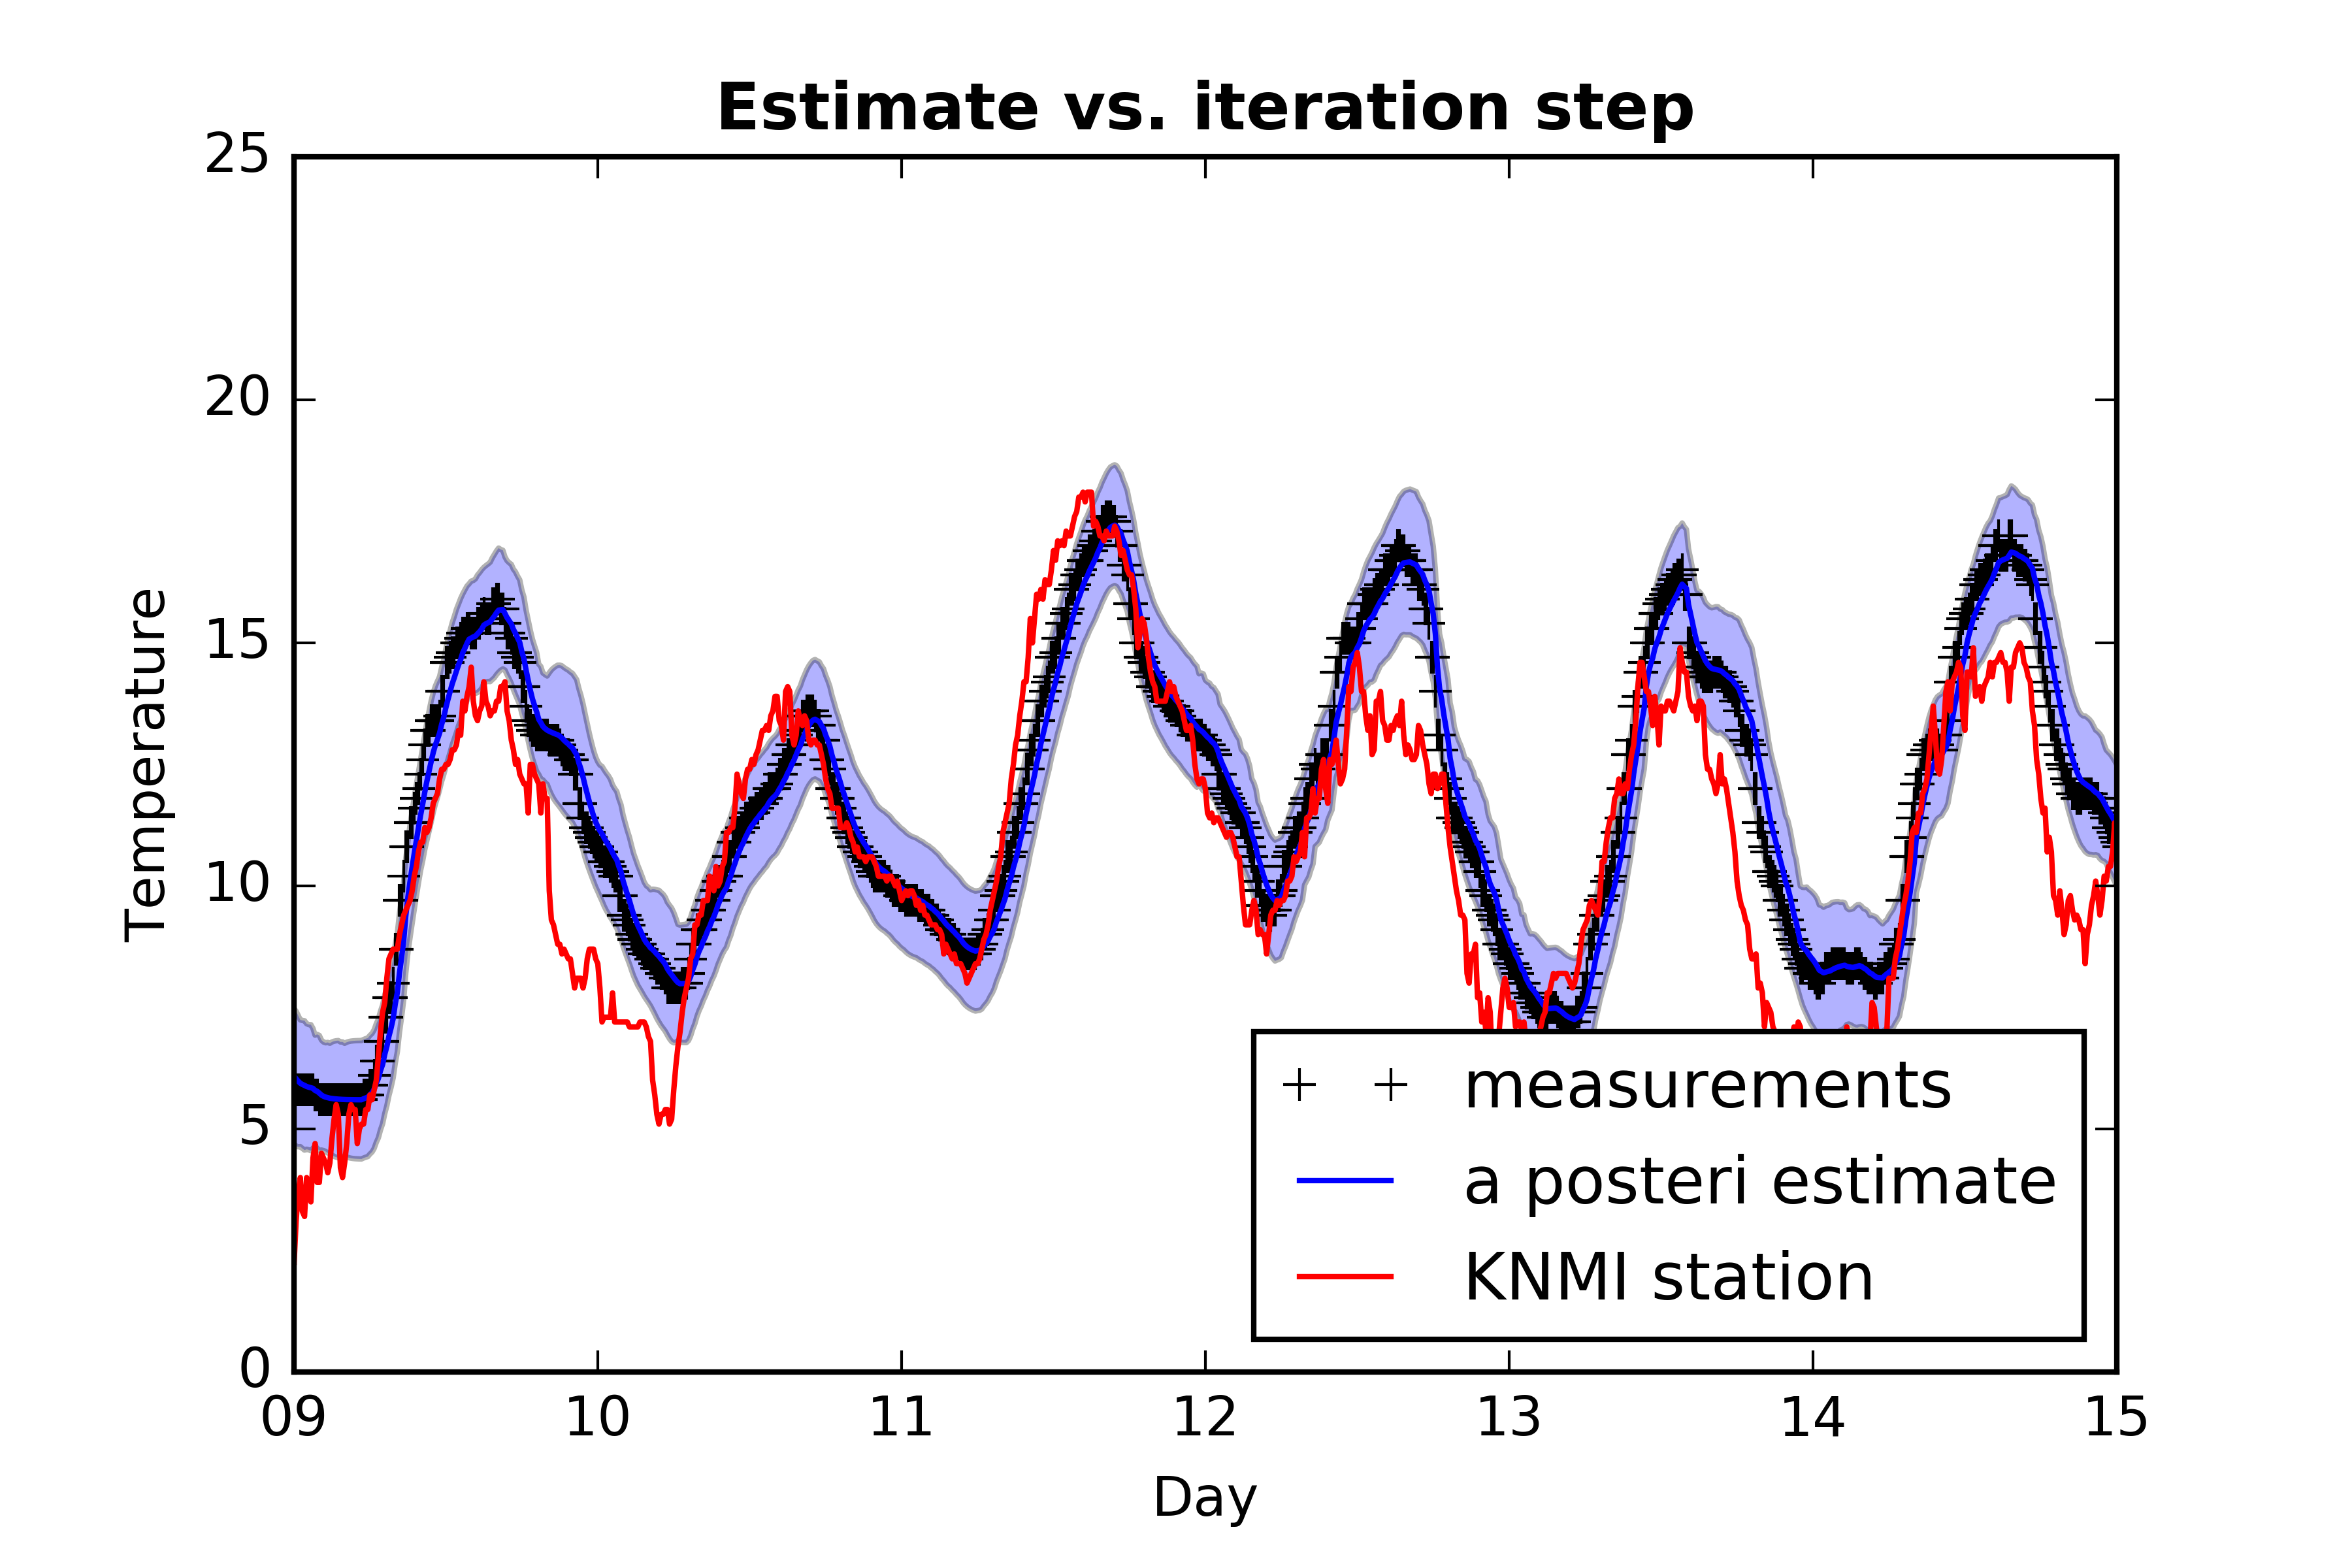 Estimate vs. iteration step
25
20
15
10
5
0
Temperature
09 10 11 12 13 14 15
Day
measurements
a posteri estimate
KNMI station